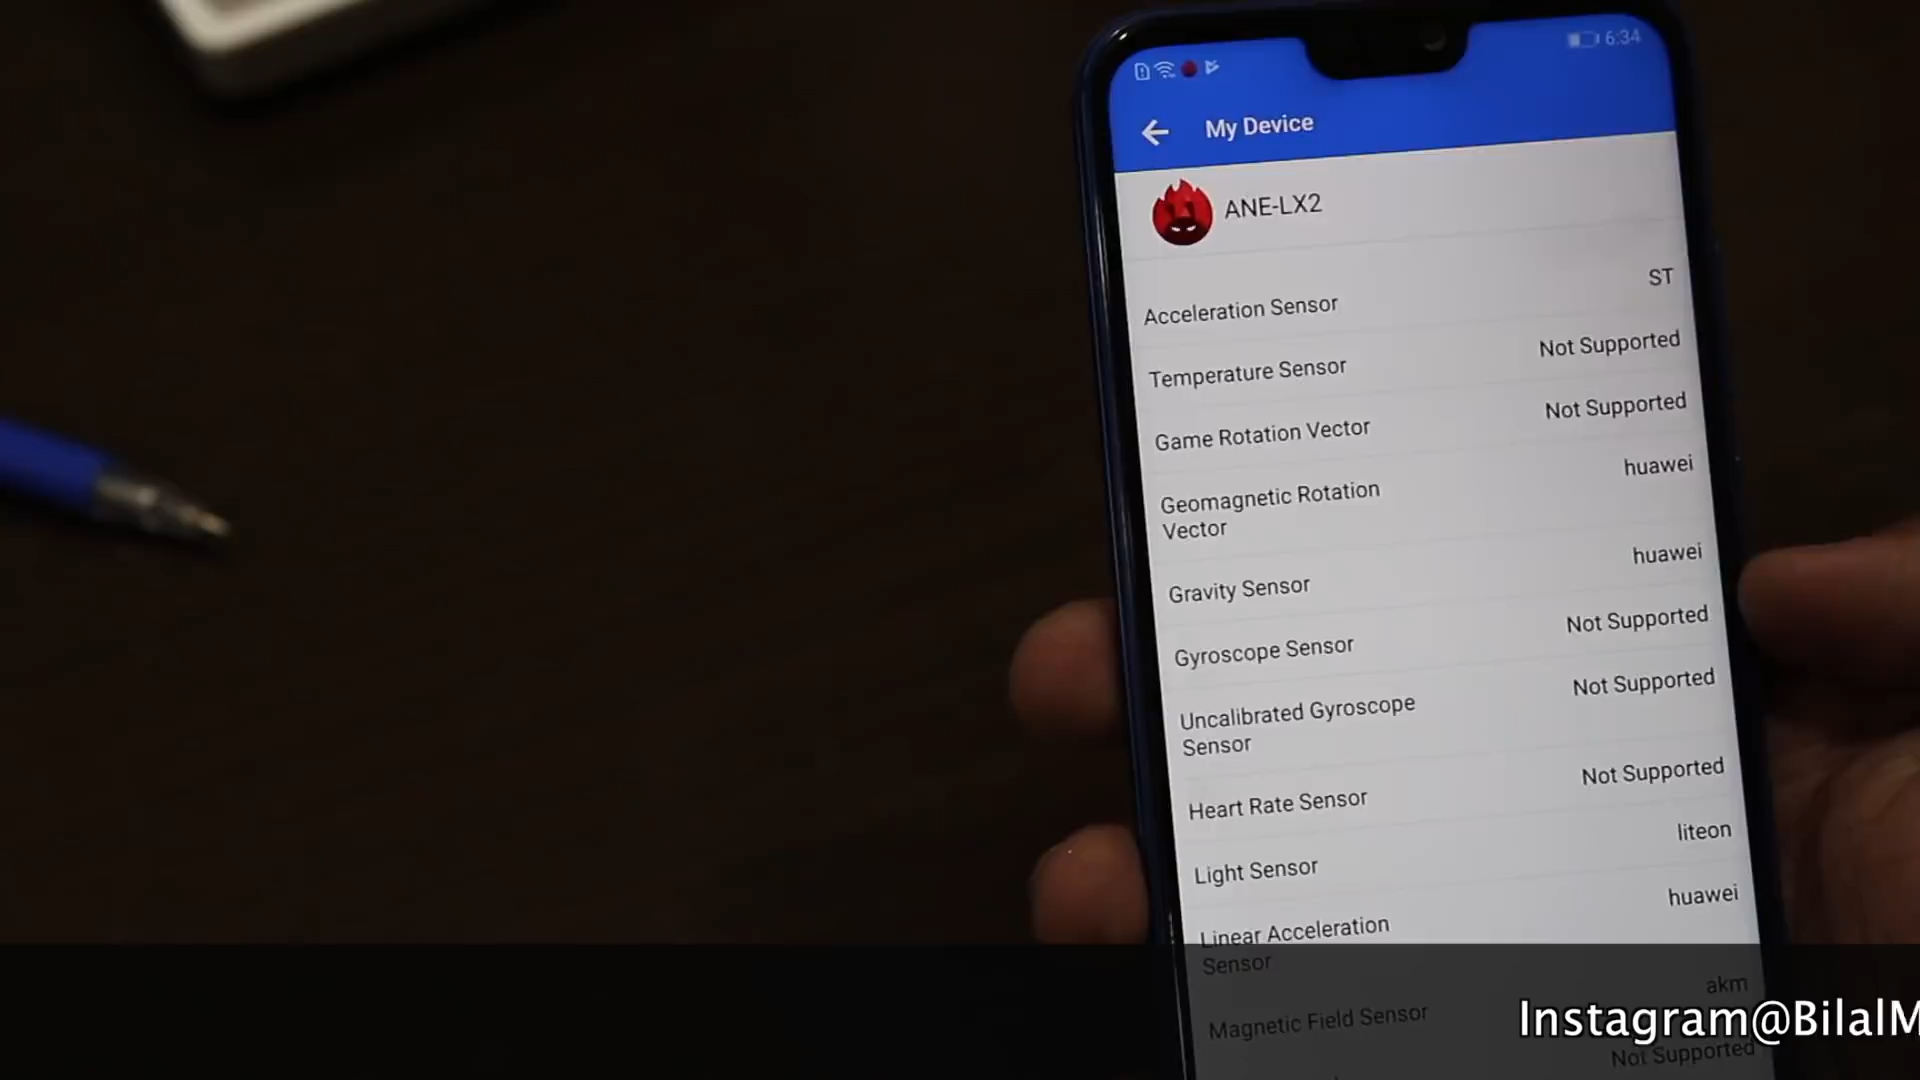 6:34
My Device
ANE-LX2
Acceleration Sensor ST
Temperature Sensor Not Supported
Game Rotation Vector Not Supported
Geomagnetic Rotation huawei
Vector
Gravity Sensor huawei
Gyroscope Sensor Not Supported
Uncalibrated Gyroscope Not Supported
Sensor
Heart Rate Sensor Not Supported
Light Sensor liteon
Linear Acceleration huawei
Sensor
Magnetic Field Sensor akm
Not Supported
Instagram@BilalM